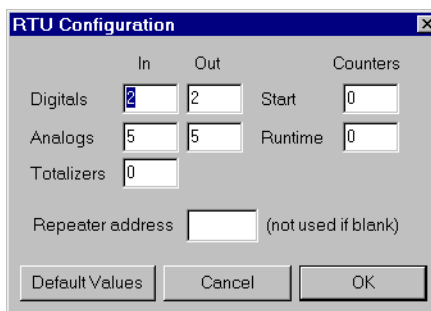 RTU Configuration
In Out Counters
Digitals 2 2 Start 0
Analogs 5 5 Runtime 0
Totalizers 0
Repeater address (not used if blank)
Default Values Cancel OK